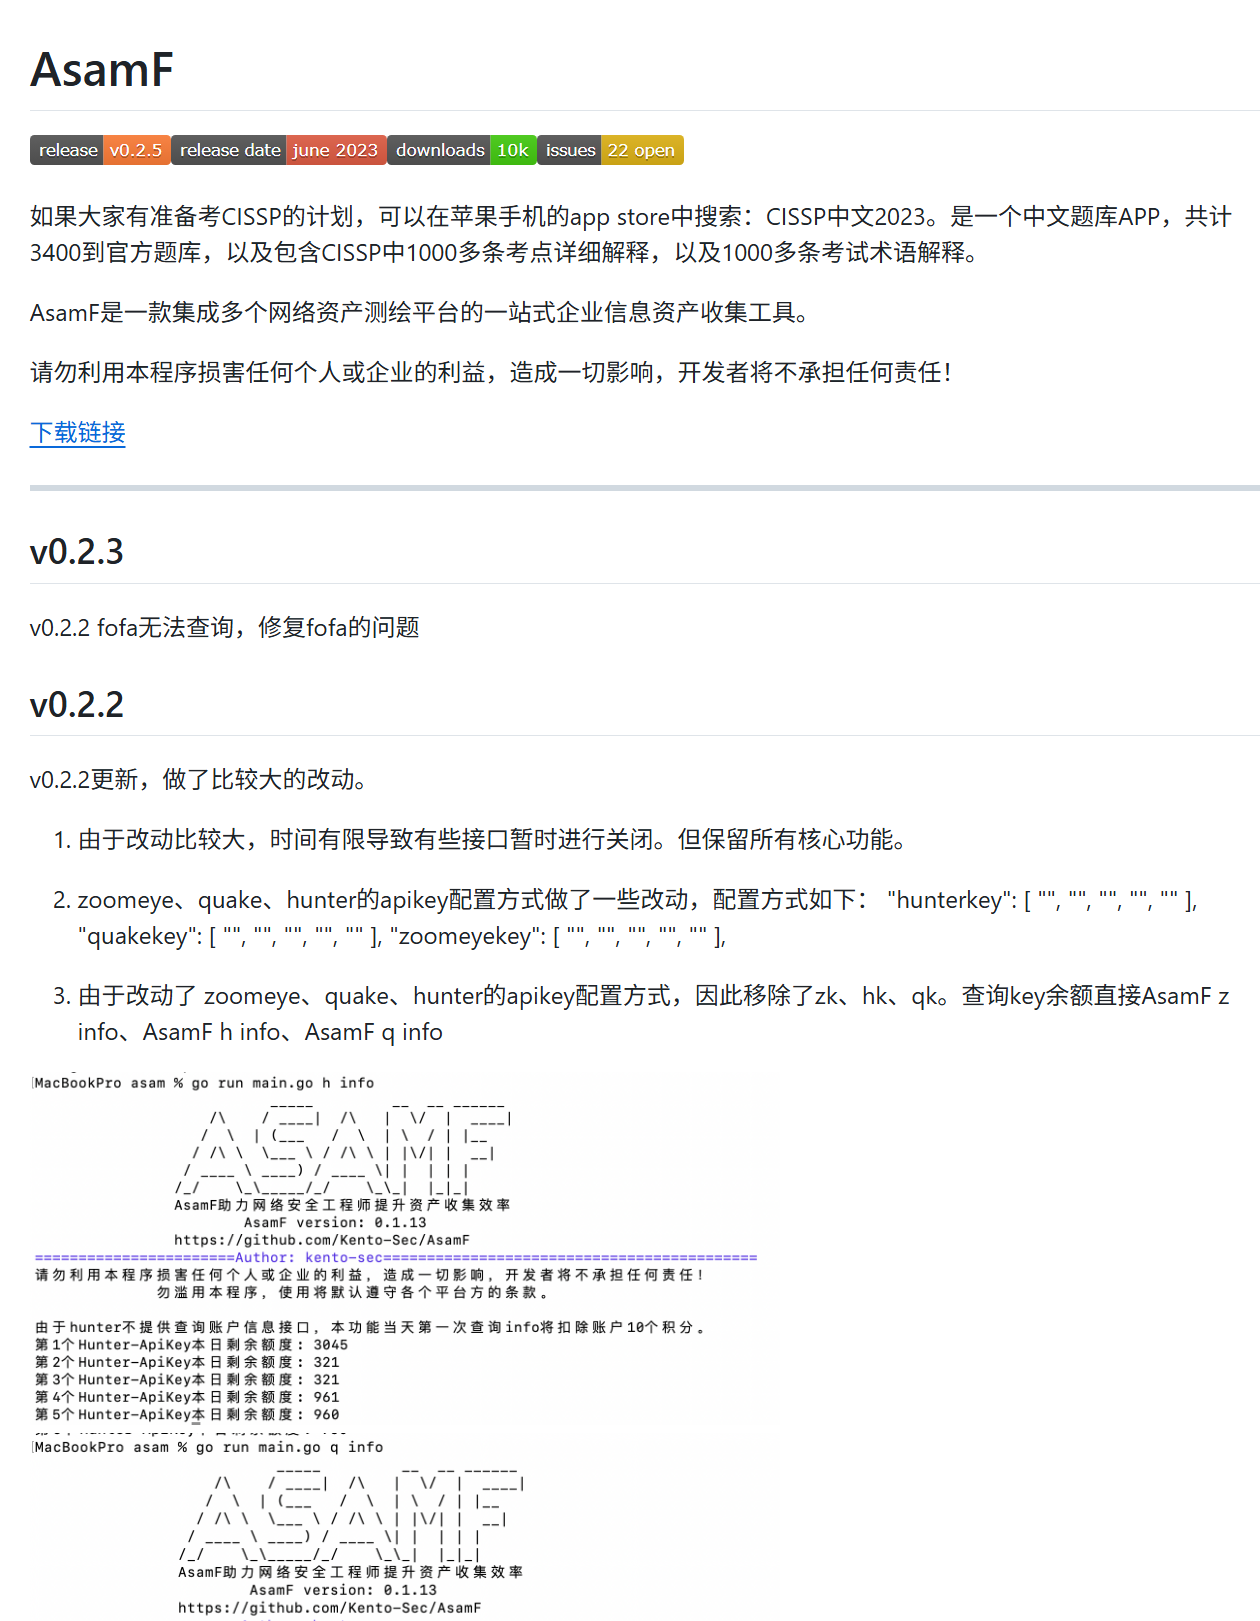 AsamF
release v0.2.5 release date june 2023 downloads 10k issues 22 open
如果大家有准备考CISSP的计划，可以在苹果手机的app store中搜索：CISSP中文2023。是一个中文题库APP，共计
3400到官方题库，以及包含CISSP中1000多条考点详细解释，以及1000多条考试术语解释。
AsamF是一款集成多个网络资产测绘平台的一站式企业信息资产收集工具。
请勿利用本程序损害任何个人或企业的利益，造成一切影响，开发者将不承担任何责任！
下载链接
v0.2.3
v0.2.2 fofa无法查询，修复fofa的问题
v0.2.2
v0.2.2更新，做了比较大的改动。
1. 由于改动比较大，时间有限导致有些接口暂时进行关闭。但保留所有核心功能。
2. zoomeye、quake、hunter的apikey配置方式做了一些改动，配置方式如下： "hunterkey": [ "", "", "", "", "" ],
"quakekey": [ "", "", "", "", "" ], "zoomeyekey": [ "", "", "", "", "" ],
3. 由于改动了 zoomeye、quake、hunter的apikey配置方式，因此移除了zk、hk、qk。查询key余额直接AsamF z
info、AsamF h info、AsamF q info
MacBookPro asam % go run main.go h info
AsamF助力网络安全工程师提升资产收集效率
AsamF version: 0.1.13
https://github.com/Kento-Sec/AsamF
=======================Author: kento-sec===========================================
请勿利用本程序损害任何个人或企业的利益，造成一切影响，开发者将不承担任何责任！
勿滥用本程序，使用将默认遵守各个平台方的条款。
由于hunter不提供查询账户信息接口，本功能当天第一次查询info将扣除账户10个积分。
第1个Hunter-ApiKey本日剩余额度：3045
第2个Hunter-ApiKey本日剩余额度：321
第3个Hunter-ApiKey本日剩余额度：321
第4个Hunter-ApiKey本日剩余额度：961
第5个Hunter-ApiKey本日剩余额度：960
MacBookPro asam % go run main.go q info
AsamF助力网络安全工程师提升资产收集效率
AsamF version: 0.1.13
https://github.com/Kento-Sec/AsamF